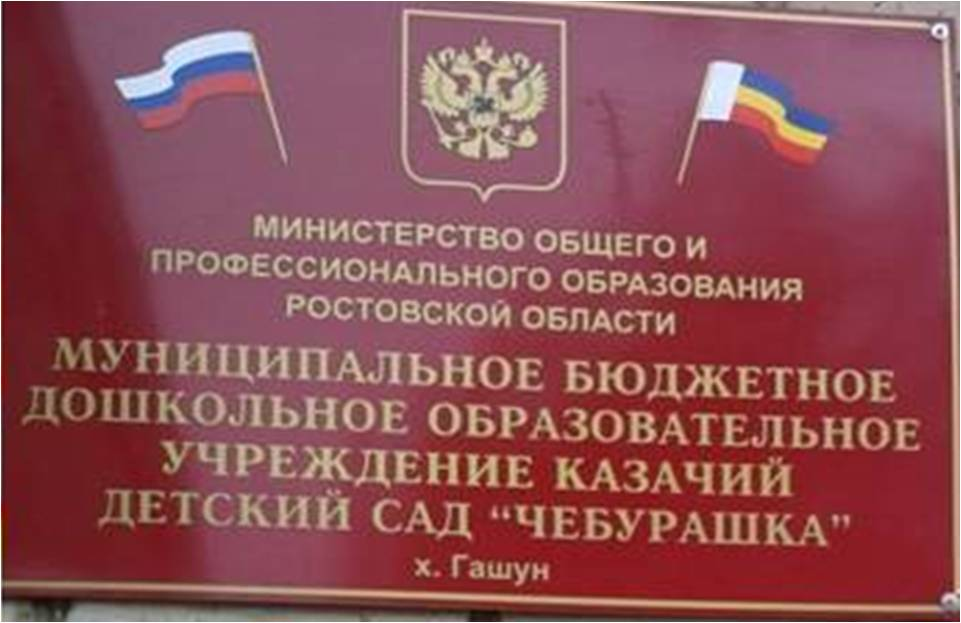 МИНИСТЕРСТВО ОБЩЕГО И
ПРОФЕССИОНАЛЬНОГО ОБРАЗОВАНИЯ
РОСТОВСКОЙ ОБЛАСТИ
МУНИЦИПАЛЬНОЕ БЮДЖЕТНОЕ
ДОШКОЛЬНОЕ ОБРАЗОВАТЕЛЬНОЕ
УЧРЕЖДЕНИЕ КАЗАЧИЙ
ДЕТСКИЙ САД “ЧЕБУРАШКА”
х. Гашун